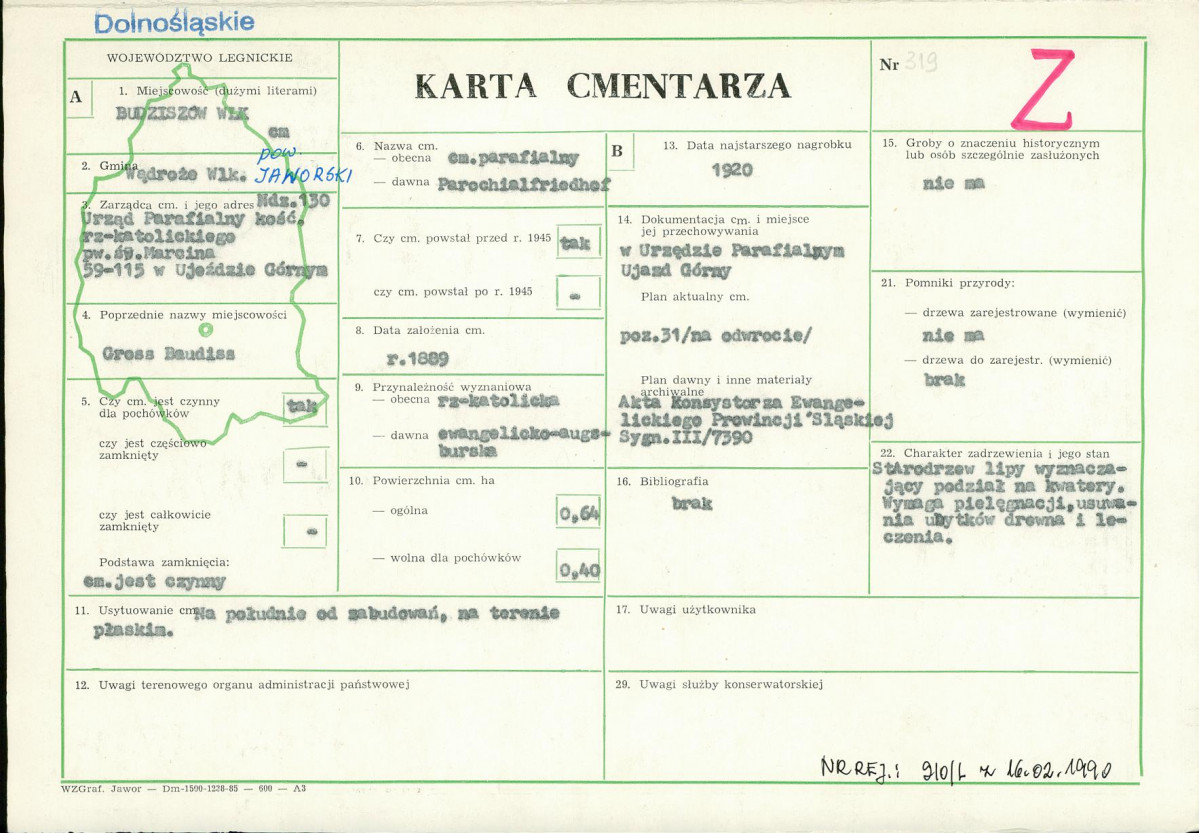 Dolnośląskie
WOJEWÓDZTWO LEGNICKIE
KARTA CMENTARZA
Nr 319
Z
A
1. Miejscowość (dużymi literami)
BUDZISZÓW WLK
cm
2. Gmina Wądroże Wlk.
pow.
JAWORSKI
3. Zarządca cm. i jego adres Ndz.130
Urząd Parafialny kość.
rz-katolickiego
pw.św.Marcina
59-115 w Ujeździe Górnym
4. Poprzednie nazwy miejscowości
Gross Baudiss
5. Czy cm. jest czynny
dla pochówków
tak
czy jest częściowo
zamknięty
-
czy jest całkowicie
zamknięty
-
Podstawa zamknięcia:
cm.jest czynny
6. Nazwa cm.
— obecna cm.parafialny
— dawna Parochialfriedhof
7. Czy cm. powstał przed r. 1945 tak
czy cm. powstał po r. 1945 -
8. Data założenia cm.
r.1889
9. Przynależność wyznaniowa
— obecna rz-katolicka
— dawna ewangelicko-augs-
burska
10. Powierzchnia cm. ha
— ogólna 0,64
— wolna dla pochówków 0,40
11. Usytuowanie cm. Na południe od zabudowań, na terenie
płaskim.
12. Uwagi terenowego organu administracji państwowej
B
13. Data najstarszego nagrobku
1920
14. Dokumentacja cm. i miejsce
jej przechowywania
w Urzędzie Parafialnym
Ujazd Górny
Plan aktualny cm.
poz.31/na odwrocie/
Plan dawny i inne materiały
archiwalne
Akta Konsystorza Ewange-
lickiego Prowincji Śląskiej
Sygn.III/7390
16. Bibliografia
brak
15. Groby o znaczeniu historycznym
lub osób szczególnie zasłużonych
nie ma
21. Pomniki przyrody:
— drzewa zarejestrowane (wymienić)
nie ma
— drzewa do zarejestr. (wymienić)
brak
22. Charakter zadrzewienia i jego stan
StArodrzew lipy wyznacza-
jący podział na kwatery.
Wymaga pielęgnacji,usuwa-
nia ubytków drewna i le-
czenia.
17. Uwagi użytkownika
29. Uwagi służby konserwatorskiej
NR REJ.: 910/L z 16.02.1990
WZGraf. Jawor — Dm-1500-1238-85 — 600 — A3